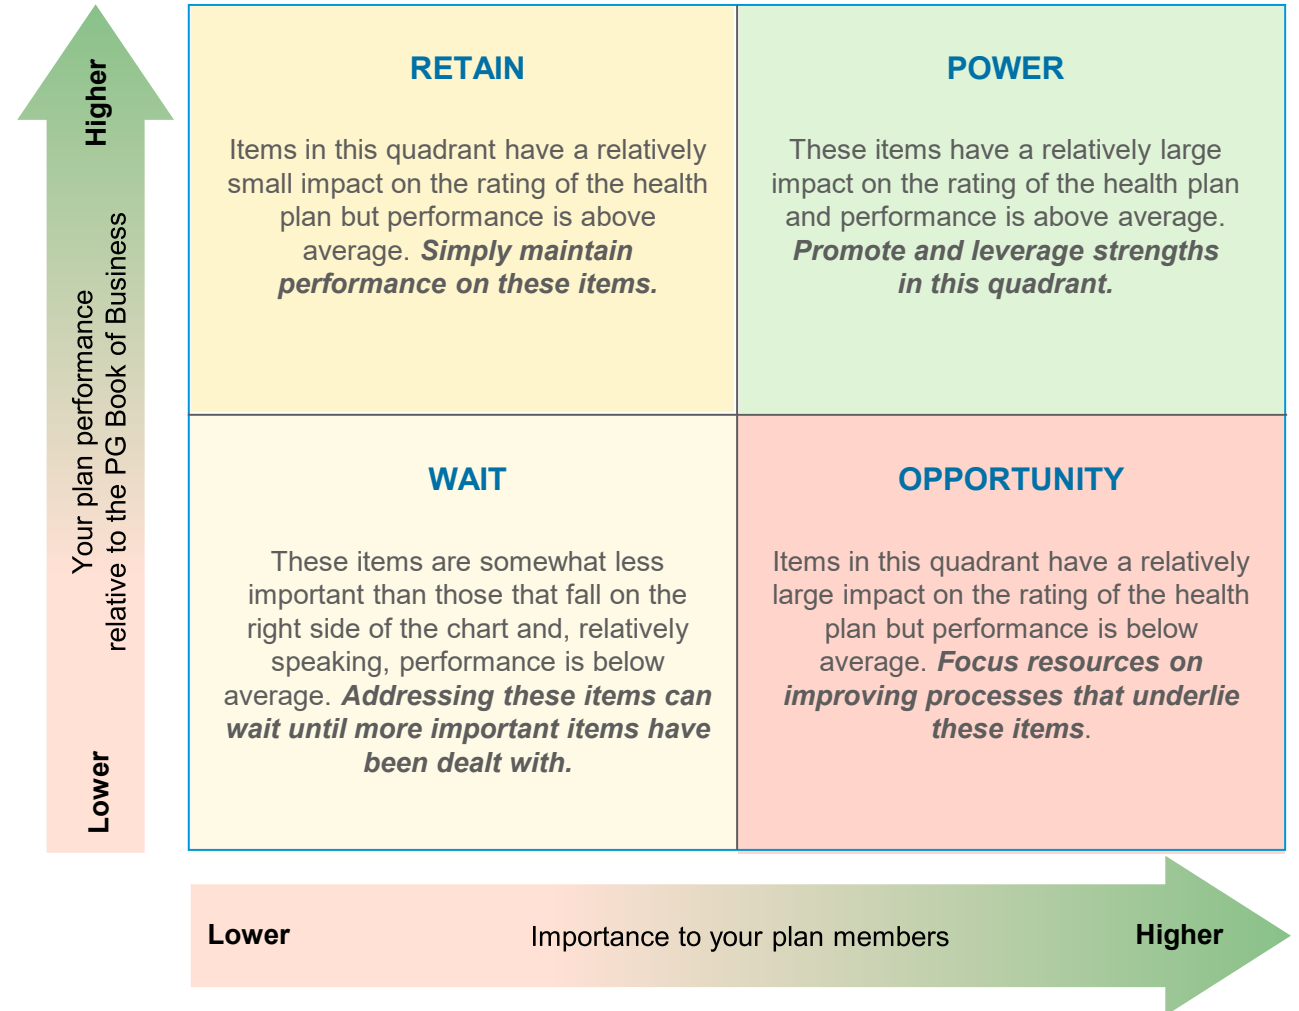 Higher
Your plan performance
relative to the PG Book of Business
Lower
RETAIN
Items in this quadrant have a relatively
small impact on the rating of the health
plan but performance is above
average. Simply maintain
performance on these items.
POWER
These items have a relatively large
impact on the rating of the health plan
and performance is above average.
Promote and leverage strengths
in this quadrant.
WAIT
These items are somewhat less
important than those that fall on the
right side of the chart and, relatively
speaking, performance is below
average. Addressing these items can
wait until more important items have
been dealt with.
OPPORTUNITY
Items in this quadrant have a relatively
large impact on the rating of the health
plan but performance is below
average. Focus resources on
improving processes that underlie
these items.
Lower
Importance to your plan members
Higher